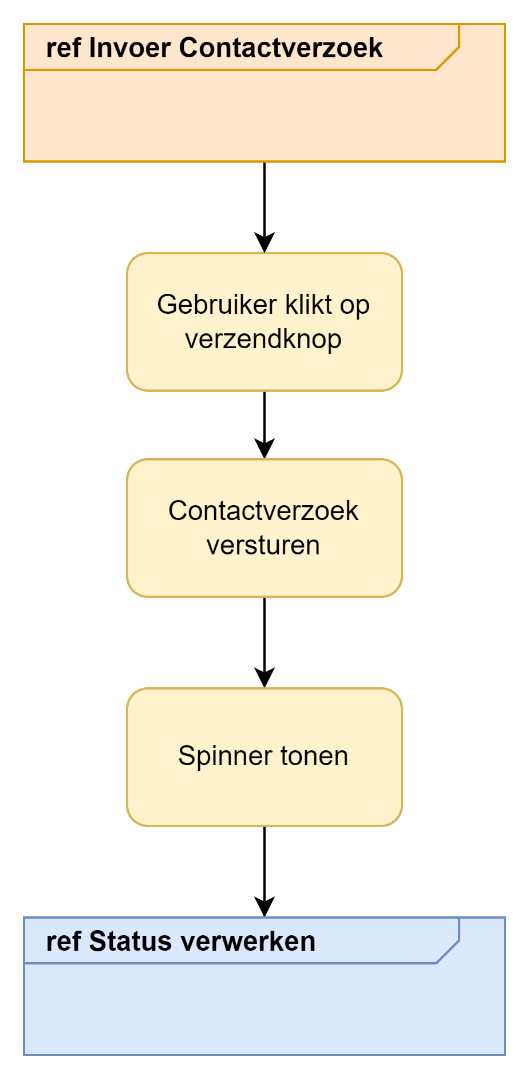 ref Invoer Contactverzoek
Gebruiker klikt op
verzendknop
Contactverzoek
versturen
Spinner tonen
ref Status verwerken